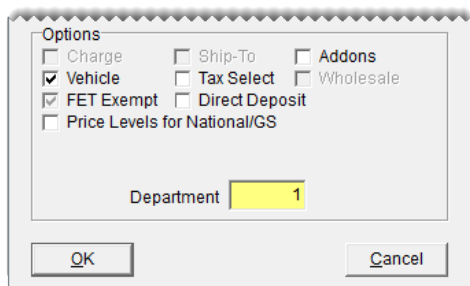 Options
Charge Ship-To Addons
Vehicle Tax Select Wholesale
FET Exempt Direct Deposit
Price Levels for National/GS
Department 1
OK Cancel